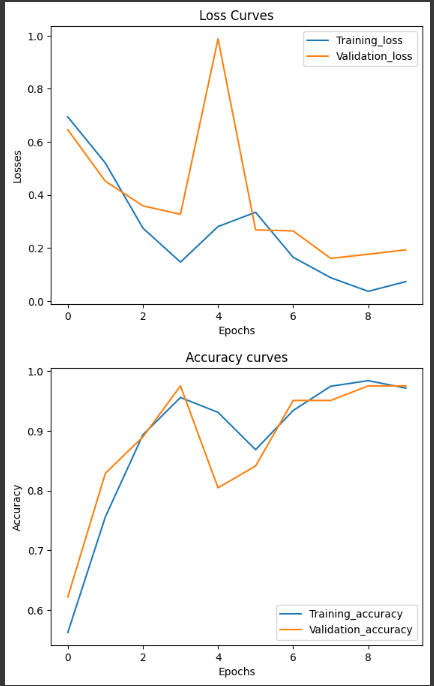 Loss Curves
1.0
0.8
0.6
0.4
0.2
0.0
Losses
Training_loss
Validation_loss
0 2 4 6 8
Epochs
Accuracy curves
1.0
0.9
0.8
0.7
0.6
Accuracy
Training_accuracy
Validation_accuracy
0 2 4 6 8
Epochs